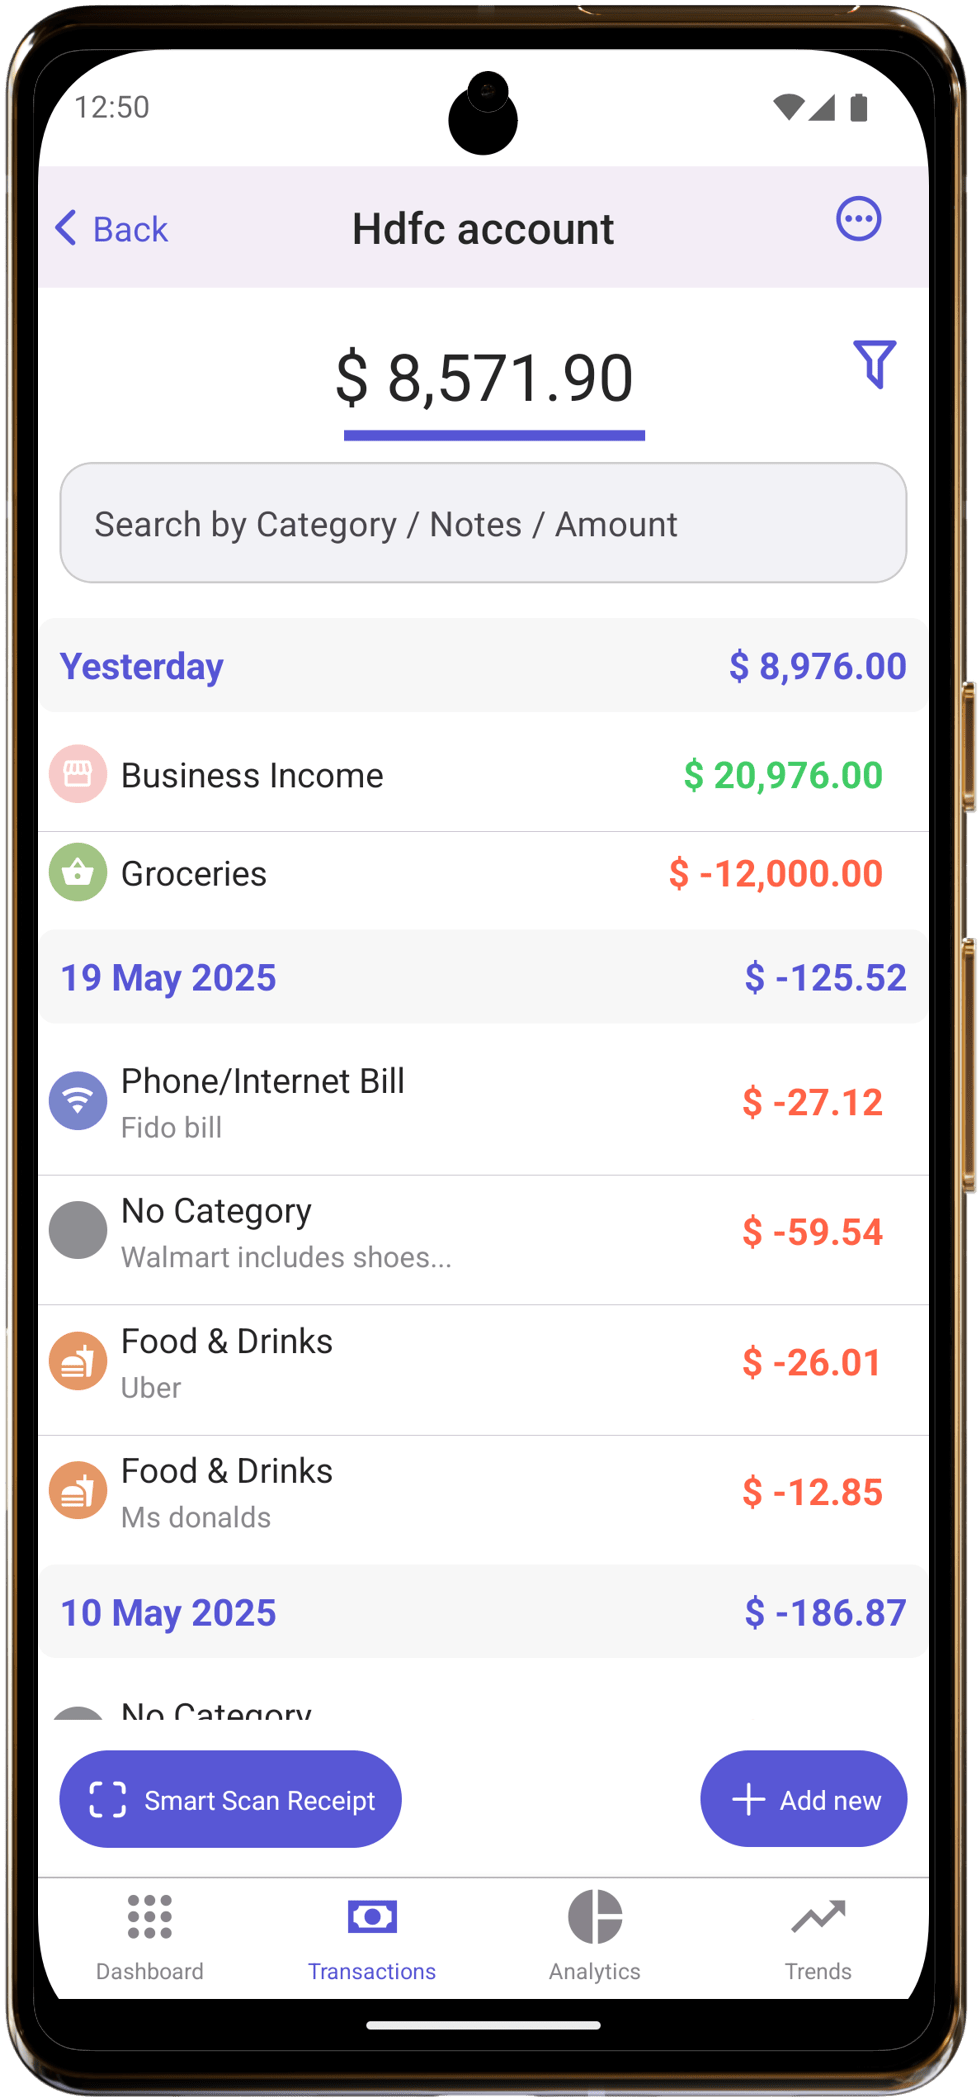 12:50
Back
Hdfc account
$ 8,571.90
Search by Category / Notes / Amount
Yesterday $ 8,976.00
Business Income $ 20,976.00
Groceries $ -12,000.00
19 May 2025 $ -125.52
Phone/Internet Bill
Fido bill
$ -27.12
No Category
Walmart includes shoes...
$ -59.54
Food & Drinks
Uber
$ -26.01
Food & Drinks
Ms donalds
$ -12.85
10 May 2025 $ -186.87
No Category
Smart Scan Receipt
Add new
Dashboard
Transactions
Analytics
Trends